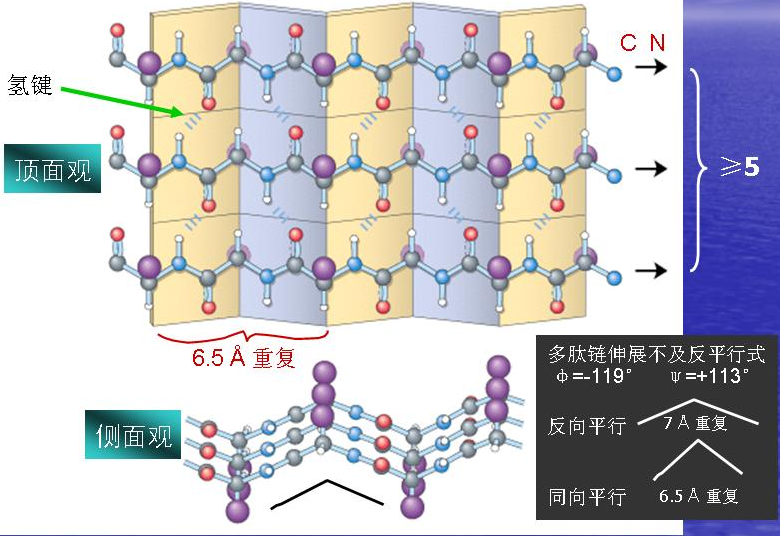 C N
氢键
顶面观
≥5
6.5 Å 重复
侧面观
多肽链伸展不及反平行式
Φ=-119° Ψ=+113°
反向平行 7 Å 重复
同向平行 6.5 Å 重复